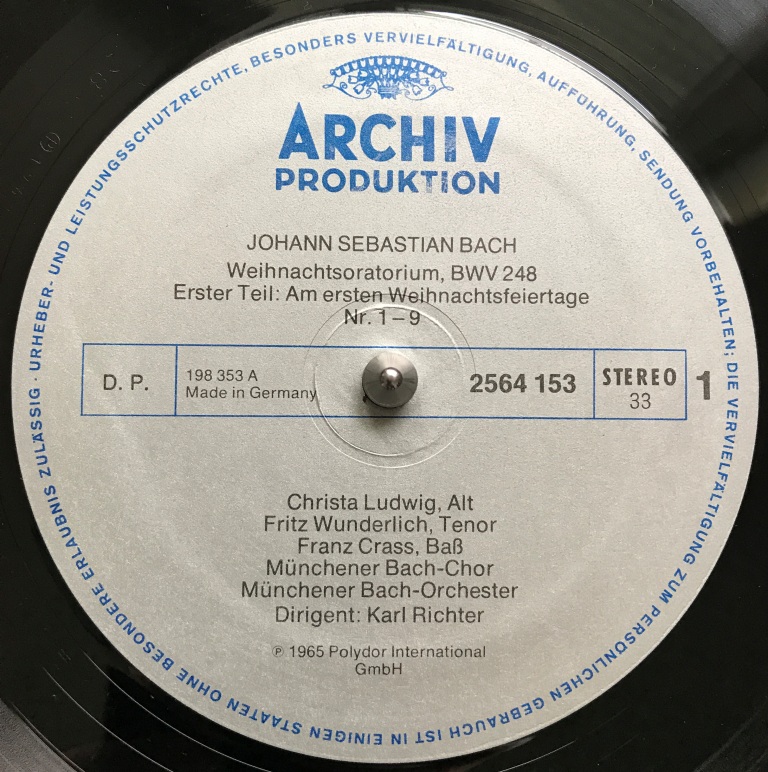 URHEBER- UND LEISTUNGSSCHUTZRECHTE, BESONDERS VERVIELFÄLTIGUNG, AUFFÜHRUNG, SENDUNG VORBEHALTEN; DIE VERVIELFÄLTIGUNG ZUM PERSÖNLICHEN GEBRAUCH IST IN EINIGEN STAATEN OHNE BESONDERE ERLAUBNIS ZULÄSSIG ·
ARCHIV
PRODUKTION
JOHANN SEBASTIAN BACH
Weihnachtsoratorium, BWV 248
Erster Teil: Am ersten Weihnachtsfeiertage
Nr. 1–9
D. P.
198 353 A
Made in Germany
2564 153
STEREO
33
1
Christa Ludwig, Alt
Fritz Wunderlich, Tenor
Franz Crass, Baß
Münchener Bach-Chor
Münchener Bach-Orchester
Dirigent: Karl Richter
℗ 1965 Polydor International
GmbH